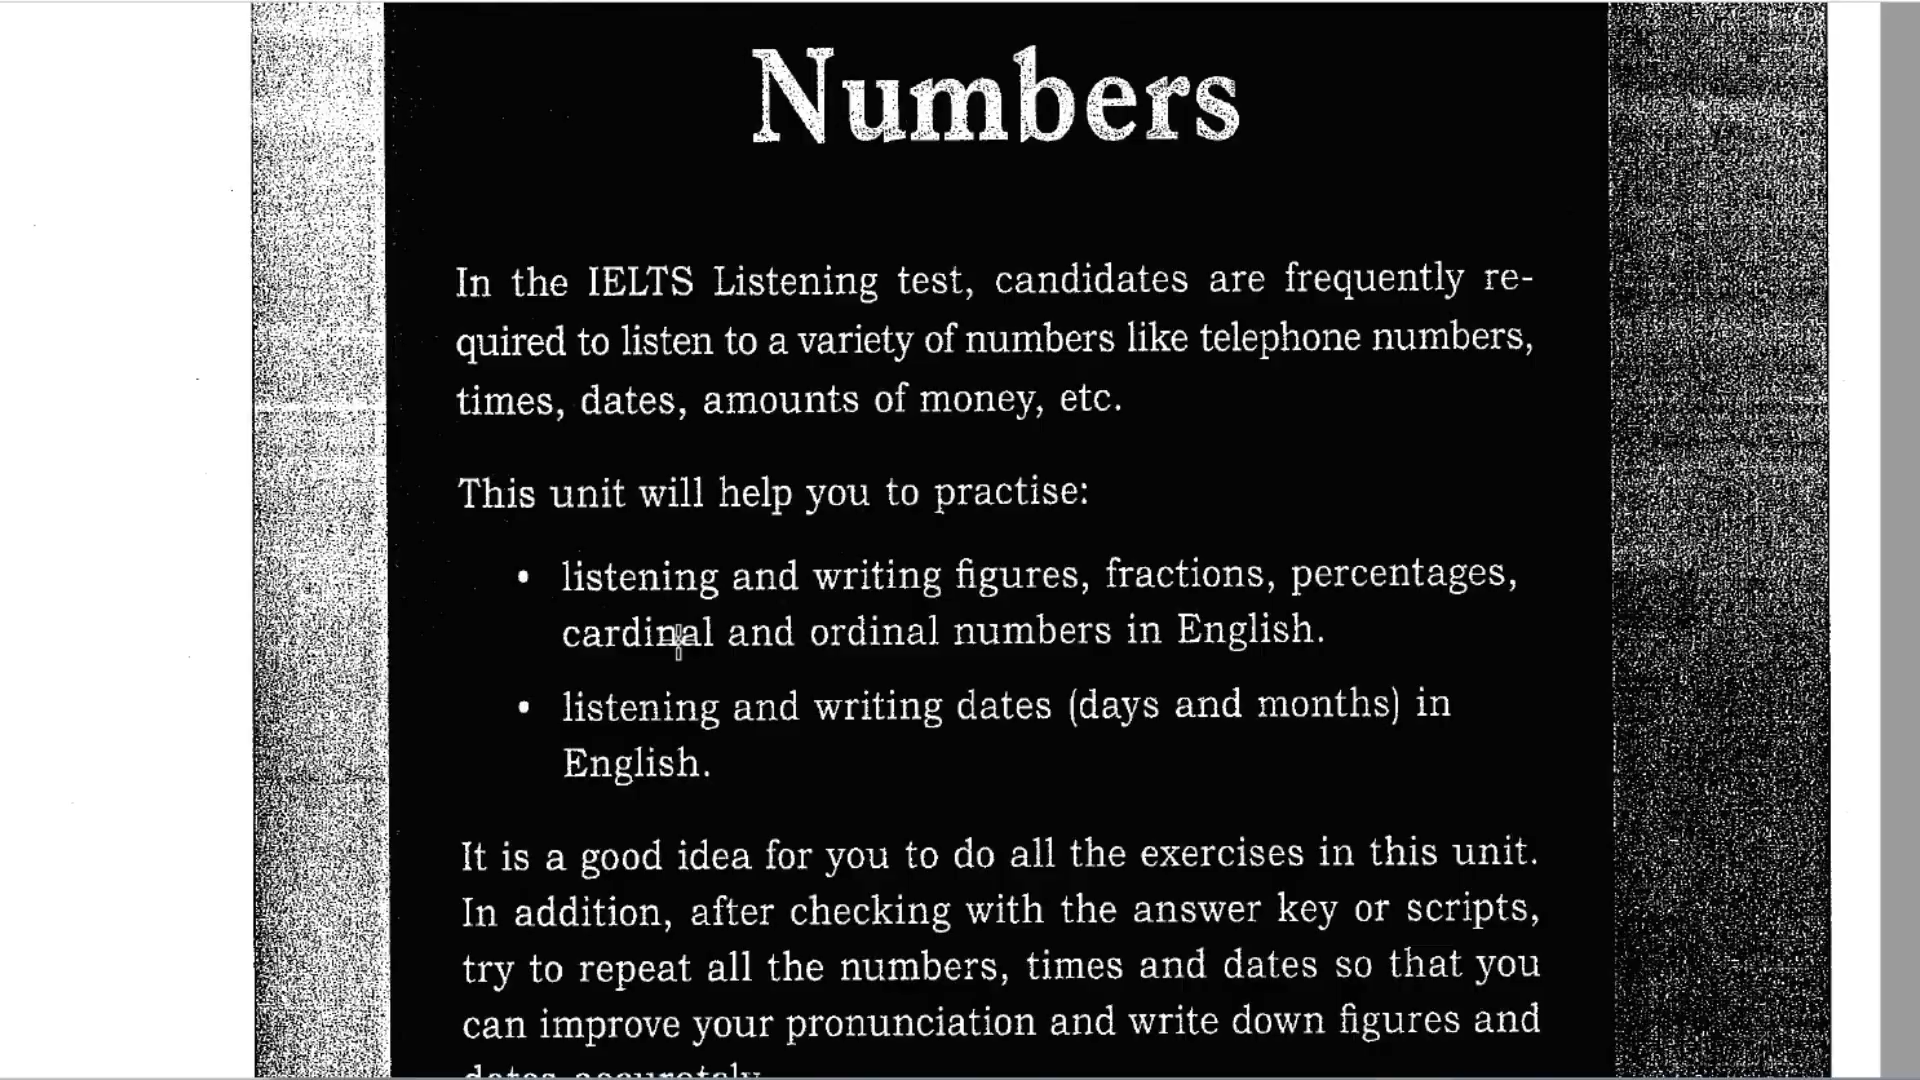 Numbers
In the IELTS Listening test, candidates are frequently re-
quired to listen to a variety of numbers like telephone numbers,
times, dates, amounts of money, etc.
This unit will help you to practise:
• listening and writing figures, fractions, percentages,
cardinal and ordinal numbers in English.
• listening and writing dates (days and months) in
English.
It is a good idea for you to do all the exercises in this unit.
In addition, after checking with the answer key or scripts,
try to repeat all the numbers, times and dates so that you
can improve your pronunciation and write down figures and
dates accurately.